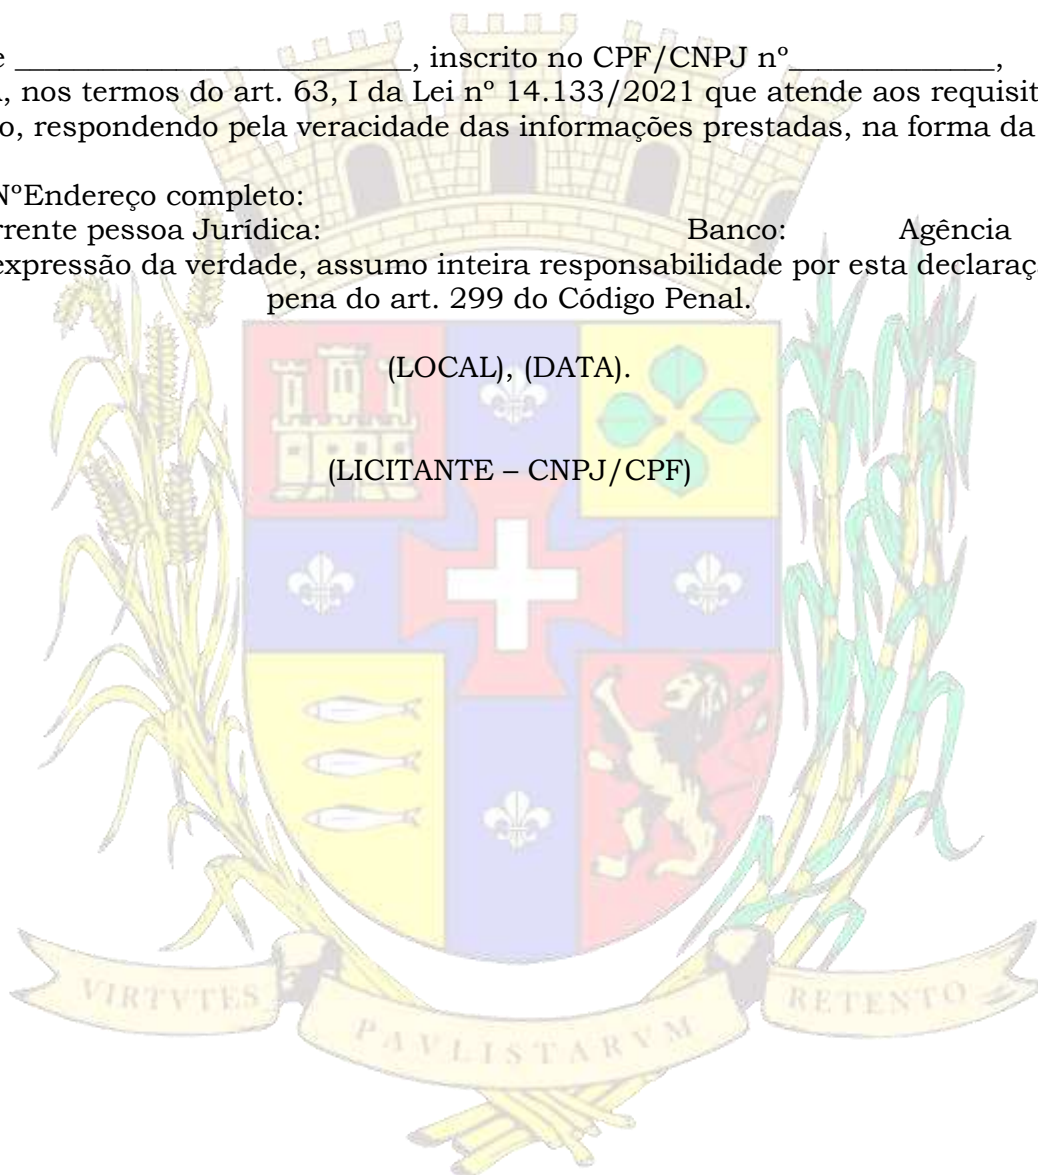 e _________________________, inscrito no CPF/CNPJ nº_____________,
, nos termos do art. 63, I da Lei nº 14.133/2021 que atende aos requisit
o, respondendo pela veracidade das informações prestadas, na forma da
NºEndereço completo:
rrente pessoa Jurídica: Banco: Agência
expressão da verdade, assumo inteira responsabilidade por esta declaraç
pena do art. 299 do Código Penal.
(LOCAL), (DATA).
(LICITANTE – CNPJ/CPF)
VIRTVTES PAVLISTARVM RETENTO